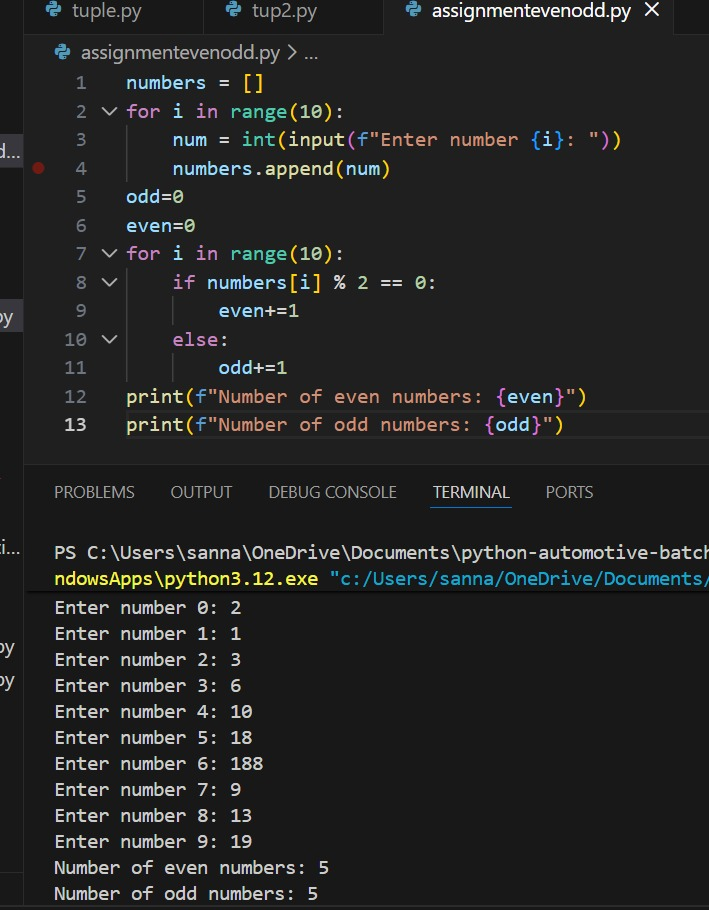 tuple.py tup2.py assignmentevenodd.py
assignmentevenodd.py > ...
1 numbers = []
2 for i in range(10):
3 num = int(input(f"Enter number {i}: "))
d...
4 numbers.append(num)
5 odd=0
6 even=0
7 for i in range(10):
8 if numbers[i] % 2 == 0:
9 even+=1
py
10 else:
11 odd+=1
12 print(f"Number of even numbers: {even}")
13 print(f"Number of odd numbers: {odd}")
PROBLEMS OUTPUT DEBUG CONSOLE TERMINAL PORTS
PS C:\Users\sanna\OneDrive\Documents\python-automotive-batch
ndowsApps\python3.12.exe "c:/Users/sanna/OneDrive/Documents/
Enter number 0: 2
Enter number 1: 1
Enter number 2: 3
Enter number 3: 6
Enter number 4: 10
Enter number 5: 18
Enter number 6: 188
Enter number 7: 9
Enter number 8: 13
Enter number 9: 19
Number of even numbers: 5
Number of odd numbers: 5
py
py